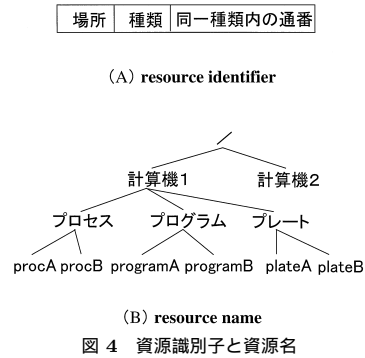 場所 種類 同一種類内の通番
(A) resource identifier
/
計算機1 計算機2
プロセス プログラム プレート
procA procB programA programB plateA plateB
(B) resource name
図 4 資源識別子と資源名